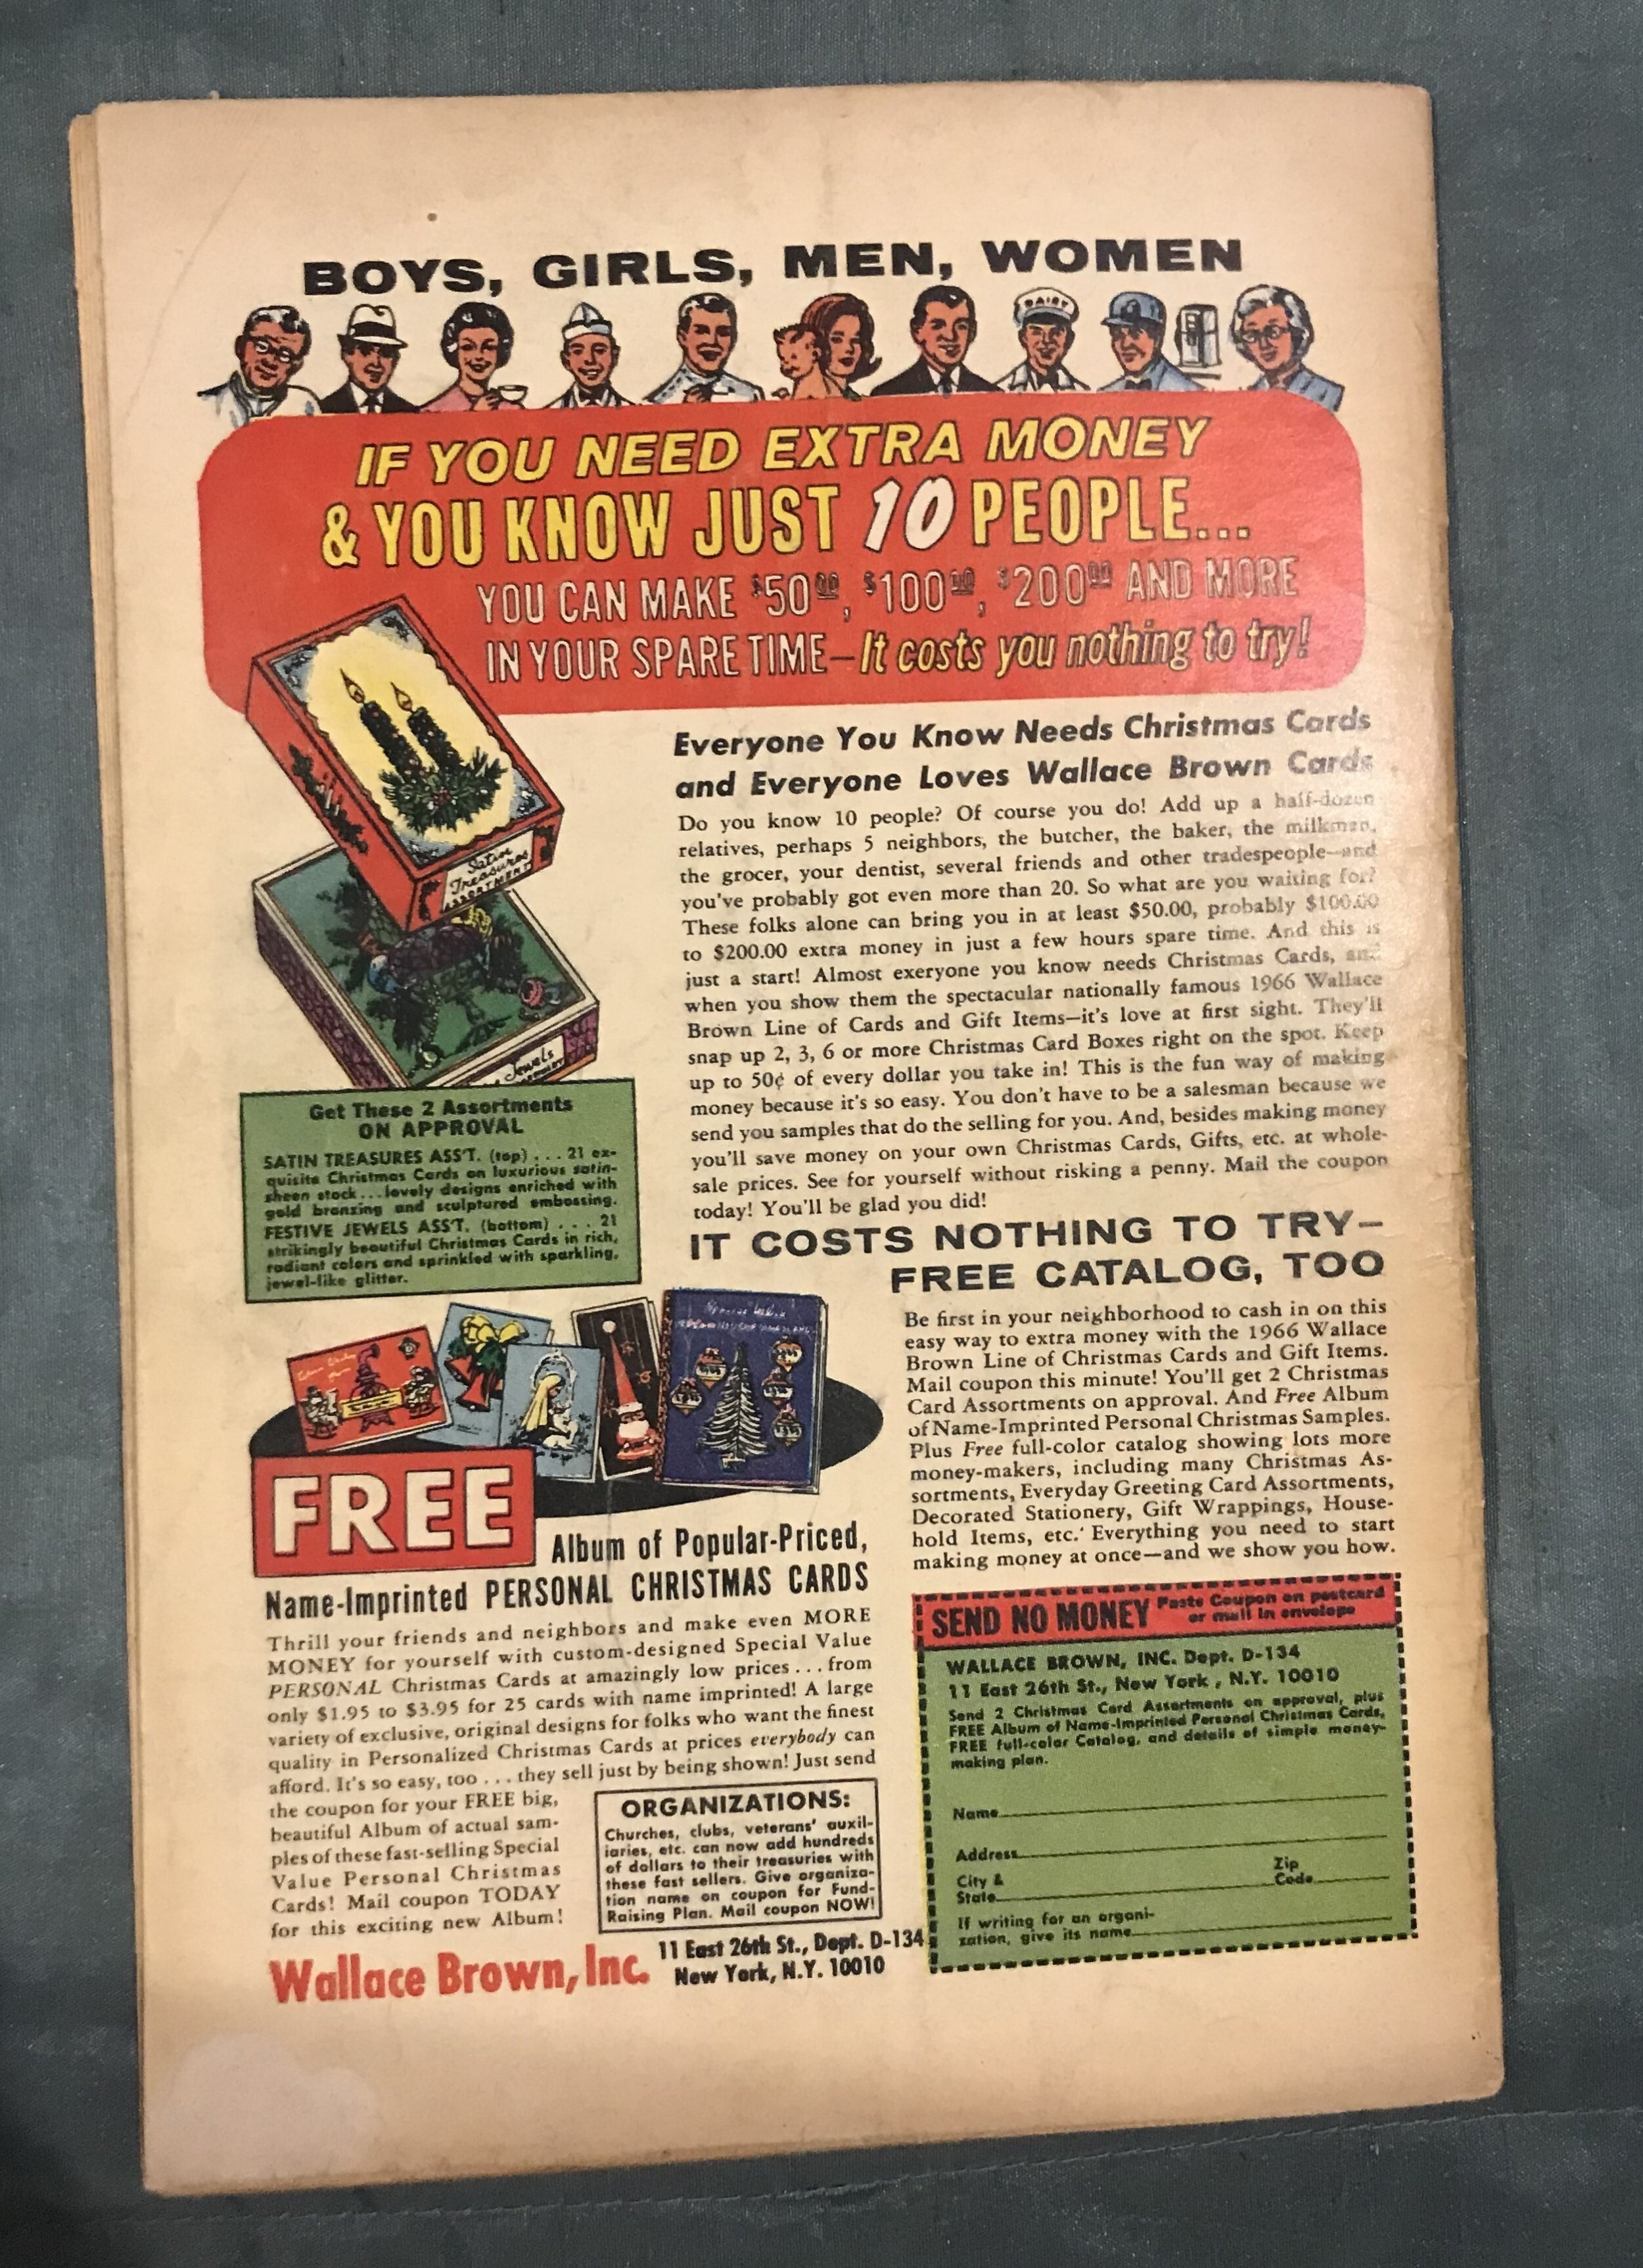 BOYS, GIRLS, MEN, WOMEN
DAISY
IF YOU NEED EXTRA MONEY
& YOU KNOW JUST 10 PEOPLE...
YOU CAN MAKE $50.00, $100.00, $200.00 AND MORE
IN YOUR SPARE TIME—It costs you nothing to try!
Satin
Treasures
ASSORTMENT
Jewels
Everyone You Know Needs Christmas Cards
and Everyone Loves Wallace Brown Cards
Do you know 10 people? Of course you do! Add up a half-dozen
relatives, perhaps 5 neighbors, the butcher, the baker, the milkman,
the grocer, your dentist, several friends and other tradespeople—and
you've probably got even more than 20. So what are you waiting for?
These folks alone can bring you in at least $50.00, probably $100.00
to $200.00 extra money in just a few hours spare time. And this is
just a start! Almost exeryone you know needs Christmas Cards, and
when you show them the spectacular nationally famous 1966 Wallace
Brown Line of Cards and Gift Items—it's love at first sight. They'll
snap up 2, 3, 6 or more Christmas Card Boxes right on the spot. Keep
up to 50¢ of every dollar you take in! This is the fun way of making
money because it's so easy. You don't have to be a salesman because we
send you samples that do the selling for you. And, besides making money
you'll save money on your own Christmas Cards, Gifts, etc. at whole-
sale prices. See for yourself without risking a penny. Mail the coupon
today! You'll be glad you did!
Get These 2 Assortments
ON APPROVAL
SATIN TREASURES ASS'T. (top) . . . 21 ex-
quisite Christmas Cards on luxurious satin-
sheen stock...lovely designs enriched with
gold bronzing and sculptured embossing.
FESTIVE JEWELS ASS'T. (bottom) . . . 21
strikingly beautiful Christmas Cards in rich,
radiant colors and sprinkled with sparkling,
jewel-like glitter.
IT COSTS NOTHING TO TRY—
FREE CATALOG, TOO
Be first in your neighborhood to cash in on this
easy way to extra money with the 1966 Wallace
Brown Line of Christmas Cards and Gift Items.
Mail coupon this minute! You'll get 2 Christmas
Card Assortments on approval. And Free Album
of Name-Imprinted Personal Christmas Samples.
Plus Free full-color catalog showing lots more
money-makers, including many Christmas As-
sortments, Everyday Greeting Card Assortments,
Decorated Stationery, Gift Wrappings, House-
hold Items, etc. Everything you need to start
making money at once—and we show you how.
FREE
Album of Popular-Priced,
Name-Imprinted PERSONAL CHRISTMAS CARDS
Thrill your friends and neighbors and make even MORE
MONEY for yourself with custom-designed Special Value
PERSONAL Christmas Cards at amazingly low prices . . . from
only $1.95 to $3.95 for 25 cards with name imprinted! A large
variety of exclusive, original designs for folks who want the finest
quality in Personalized Christmas Cards at prices everybody can
afford. It's so easy, too . . . they sell just by being shown! Just send
the coupon for your FREE big,
beautiful Album of actual sam-
ples of these fast-selling Special
Value Personal Christmas
Cards! Mail coupon TODAY
for this exciting new Album!
ORGANIZATIONS:
Churches, clubs, veterans' auxil-
iaries, etc. can now add hundreds
of dollars to their treasuries with
these fast sellers. Give organiza-
tion name on coupon for Fund-
Raising Plan. Mail coupon NOW!
Wallace Brown, Inc.
11 East 26th St., Dept. D-134
New York, N.Y. 10010
SEND NO MONEY
Paste Coupon on postcard
or mail in envelope
WALLACE BROWN, INC. Dept. D-134
11 East 26th St., New York , N.Y. 10010
Send 2 Christmas Card Assortments on approval, plus
FREE Album of Name-Imprinted Personal Christmas Cards,
FREE full-color Catalog, and details of simple money-
making plan.
Name
Address
City &
State
Zip
Code
If writing for an organi-
zation, give its name